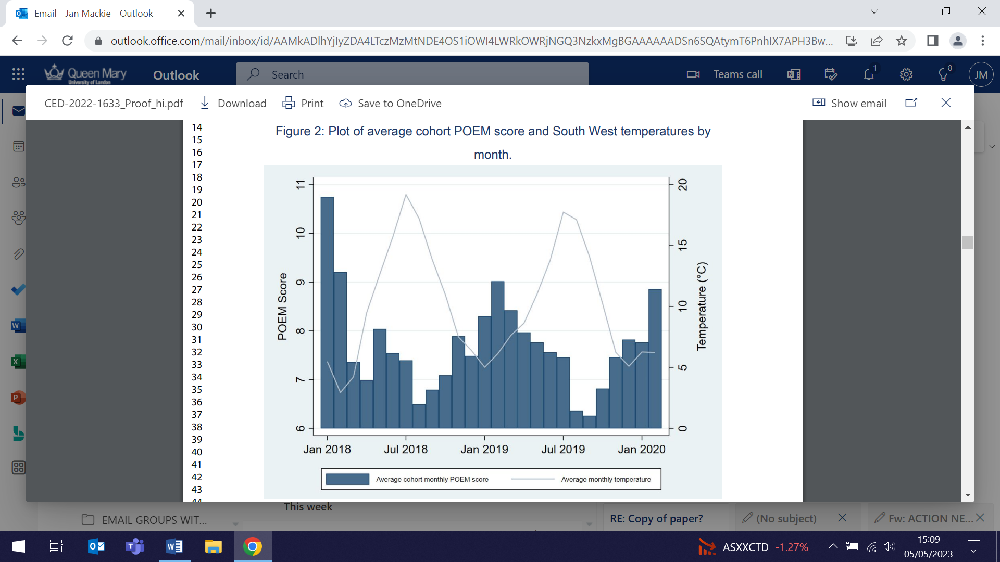 Email - Jan Mackie - Outlook
outlook.office.com/mail/inbox/id/AAMkADlhYjIyZDA4LTczMzMtNDE4OS1iOWI4LWRkOWRjNGQ3NzkxMgBGAAAAAADSn6SQAtymT6PnhIX7APH3Bw...
Queen Mary
University of London
Outlook
Search
Teams call
1
8
JM
CED-2022-1633_Proof_hi.pdf
Download
Print
Save to OneDrive
Show email
14
15
16
17
18
19
20
21
22
23
24
25
26
27
28
29
30
31
32
33
34
35
36
37
38
39
40
41
42
43
44
Figure 2: Plot of average cohort POEM score and South West temperatures by
month.
POEM Score
11
10
9
8
7
6
20
15
10
5
0
Temperature (°C)
Jan 2018
Jul 2018
Jan 2019
Jul 2019
Jan 2020
Average cohort monthly POEM score
Average monthly temperature
This week
EMAIL GROUPS WIT...
RE: Copy of paper?
(No subject)
Fw: ACTION NE...
ASXXCTD -1.27%
15:09
05/05/2023